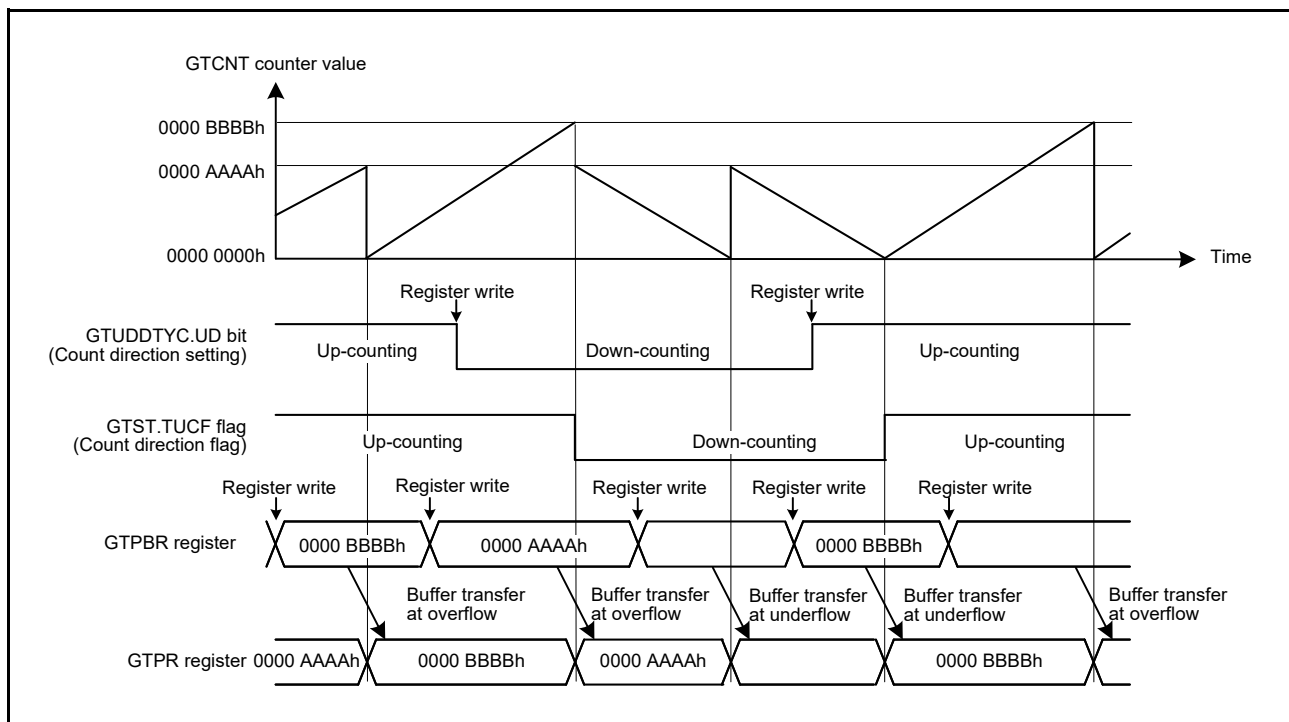 GTCNT counter value
0000 BBBBh
0000 AAAAh
0000 0000h
Time
Register write
Register write
GTUDDTYC.UD bit
(Count direction setting)
Up-counting
Down-counting
Up-counting
GTST.TUCF flag
(Count direction flag)
Up-counting
Down-counting
Up-counting
Register write
Register write
Register write
Register write
Register write
GTPBR register
0000 BBBBh
0000 AAAAh
0000 BBBBh
Buffer transfer
at overflow
Buffer transfer
at overflow
Buffer transfer
at underflow
Buffer transfer
at underflow
Buffer transfer
at overflow
GTPR register
0000 AAAAh
0000 BBBBh
0000 AAAAh
0000 BBBBh